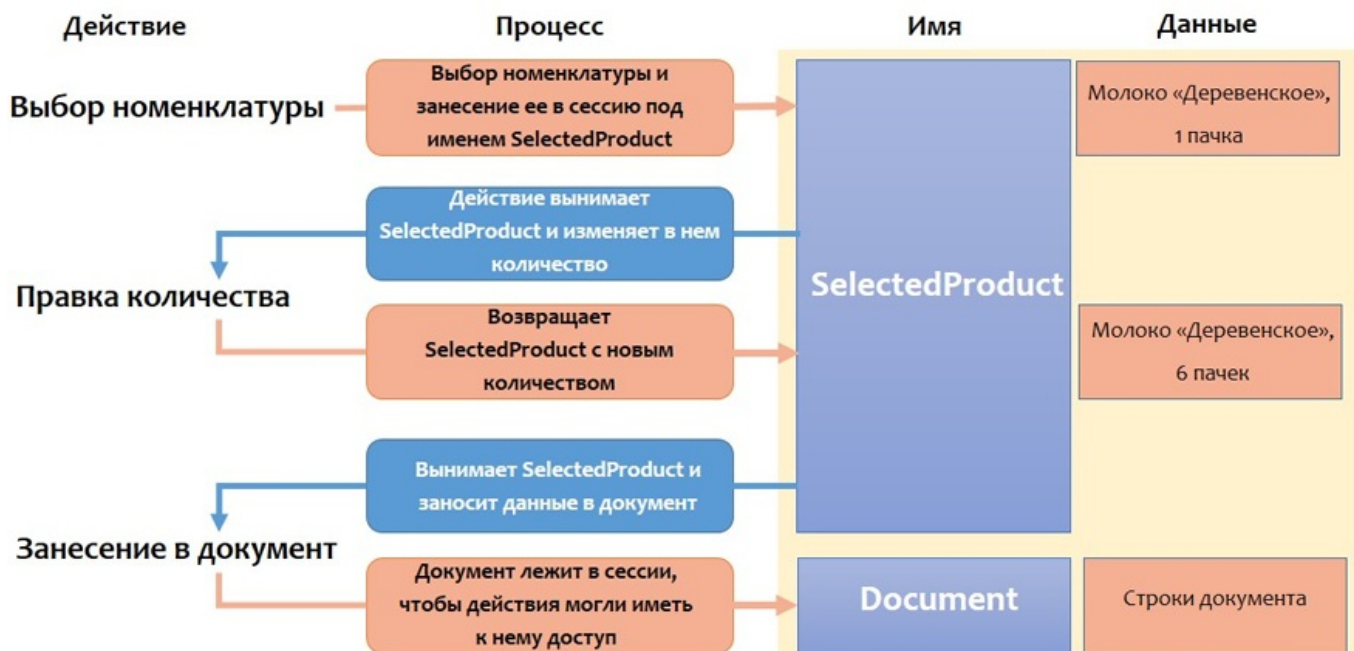 Действие
Процесс
Имя
Данные
Выбор номенклатуры
Выбор номенклатуры и
занесение ее в сессию под
именем SelectedProduct
Молоко «Деревенское»,
1 пачка
Действие вынимает
SelectedProduct и изменяет в нем
количество
SelectedProduct
Правка количества
Возвращает
SelectedProduct с новым
количеством
Молоко «Деревенское»,
6 пачек
Вынимает SelectedProduct и
заносит данные в документ
Занесение в документ
Документ лежит в сессии,
чтобы действия могли иметь
к нему доступ
Document
Строки документа